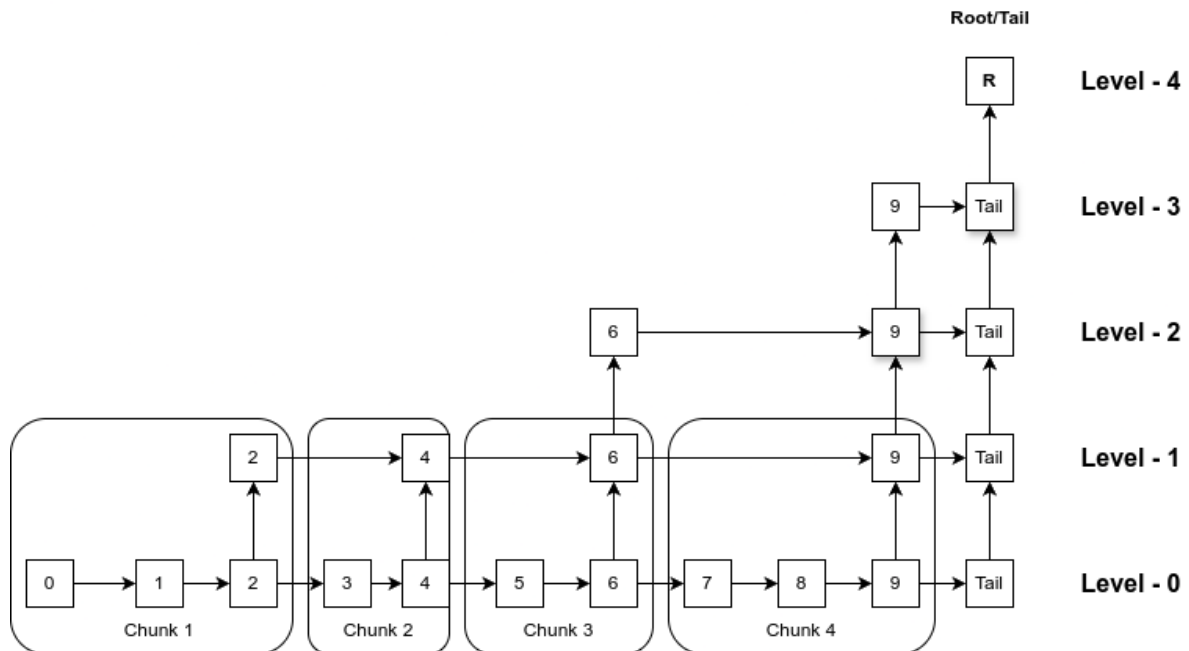 Root/Tail
R Level - 4
9 Tail Level - 3
6 9 Tail Level - 2
2 4 6 9 Tail Level - 1
0 1 2 3 4 5 6 7 8 9 Tail Level - 0
Chunk 1 Chunk 2 Chunk 3 Chunk 4